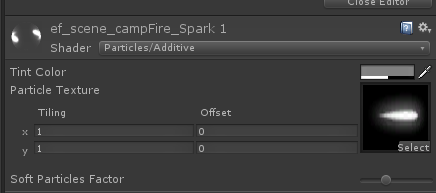 Close Editor
ef_scene_campFire_Spark 1
Shader Particles/Additive
Tint Color
Particle Texture
Tiling Offset
x 1 0
y 1 0
Select
Soft Particles Factor